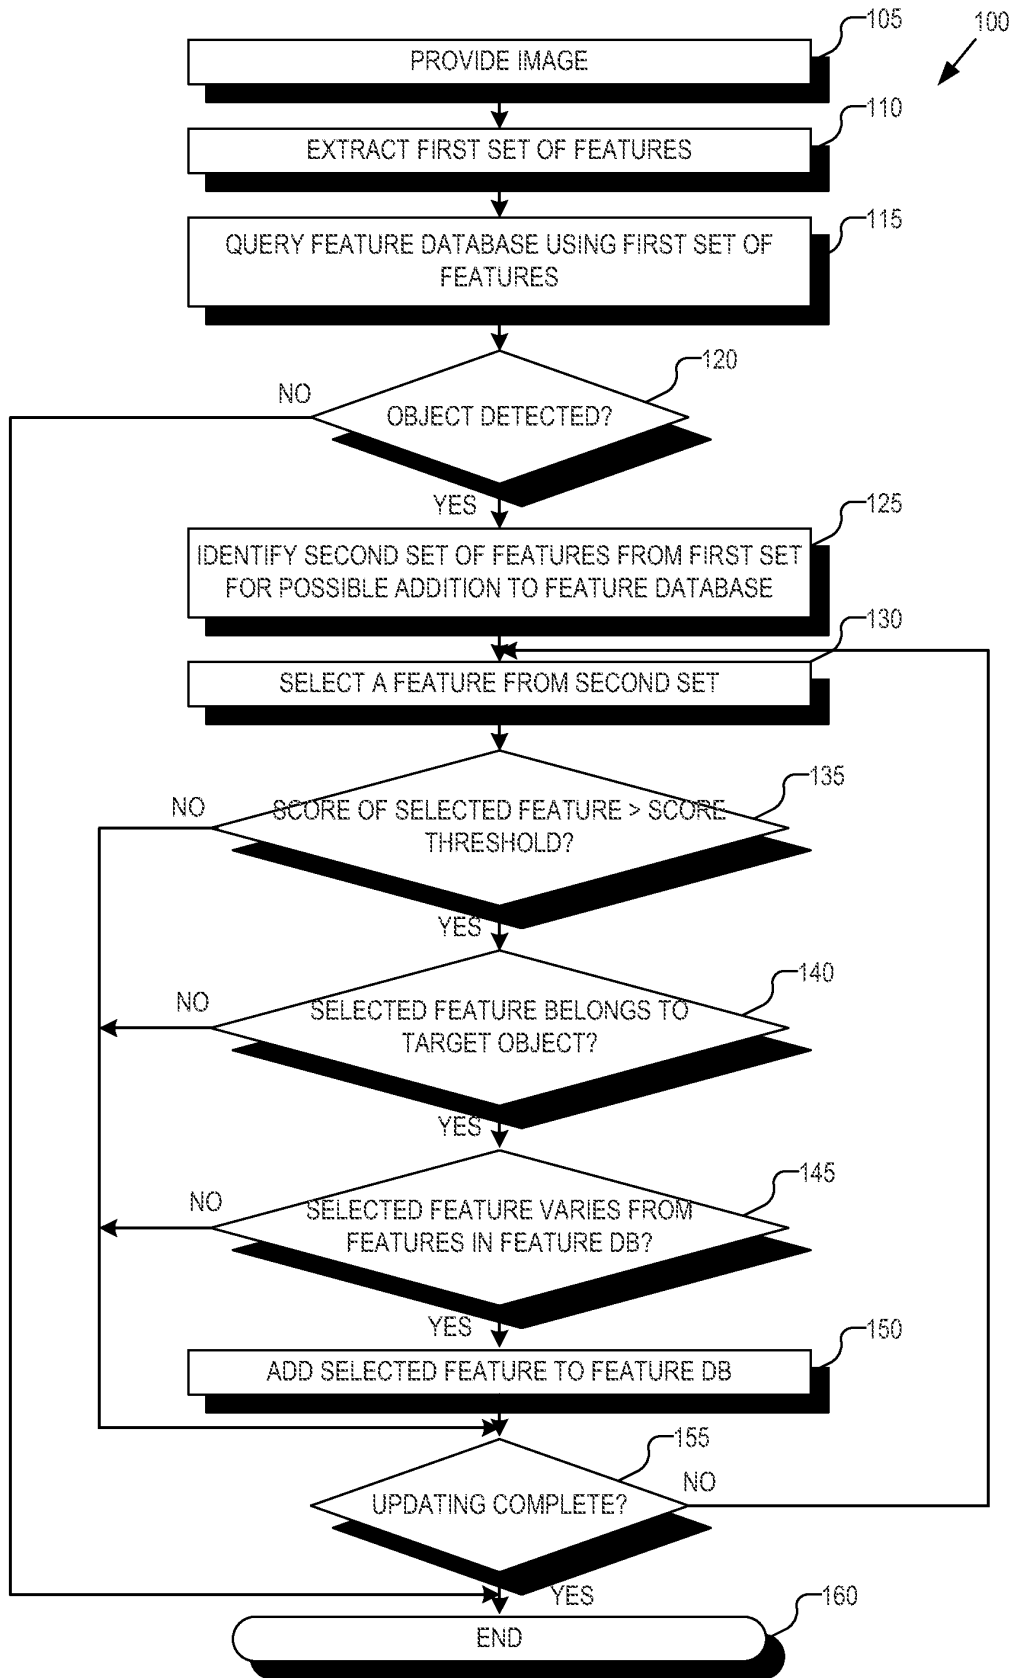 105
100
PROVIDE IMAGE
110
EXTRACT FIRST SET OF FEATURES
115
QUERY FEATURE DATABASE USING FIRST SET OF
FEATURES
120
NO
OBJECT DETECTED?
YES
125
IDENTIFY SECOND SET OF FEATURES FROM FIRST SET
FOR POSSIBLE ADDITION TO FEATURE DATABASE
130
SELECT A FEATURE FROM SECOND SET
135
NO
SCORE OF SELECTED FEATURE > SCORE
THRESHOLD?
YES
140
NO
SELECTED FEATURE BELONGS TO
TARGET OBJECT?
YES
145
NO
SELECTED FEATURE VARIES FROM
FEATURES IN FEATURE DB?
YES
150
ADD SELECTED FEATURE TO FEATURE DB
155
NO
UPDATING COMPLETE?
YES
160
END